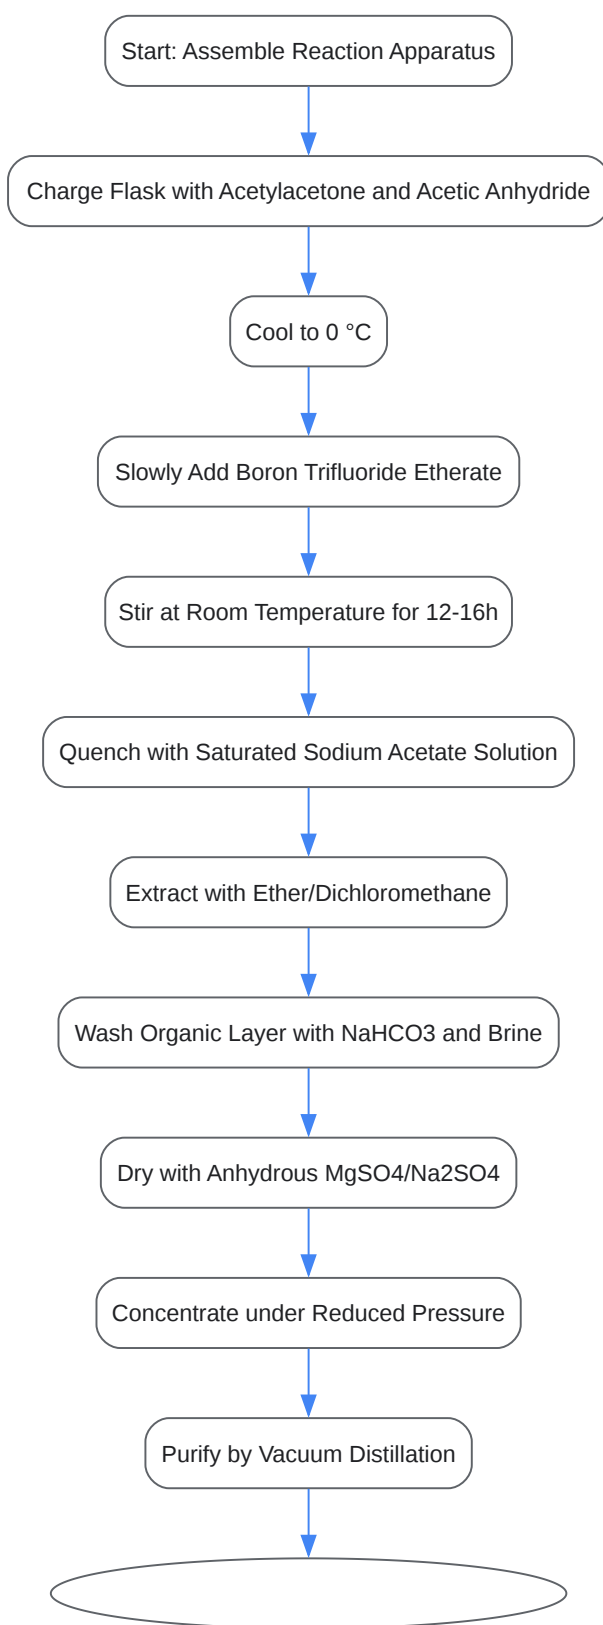 Start: Assemble Reaction Apparatus
Charge Flask with Acetylacetone and Acetic Anhydride
Cool to 0 °C
Slowly Add Boron Trifluoride Etherate
Stir at Room Temperature for 12-16h
Quench with Saturated Sodium Acetate Solution
Extract with Ether/Dichloromethane
Wash Organic Layer with NaHCO3 and Brine
Dry with Anhydrous MgSO4/Na2SO4
Concentrate under Reduced Pressure
Purify by Vacuum Distillation